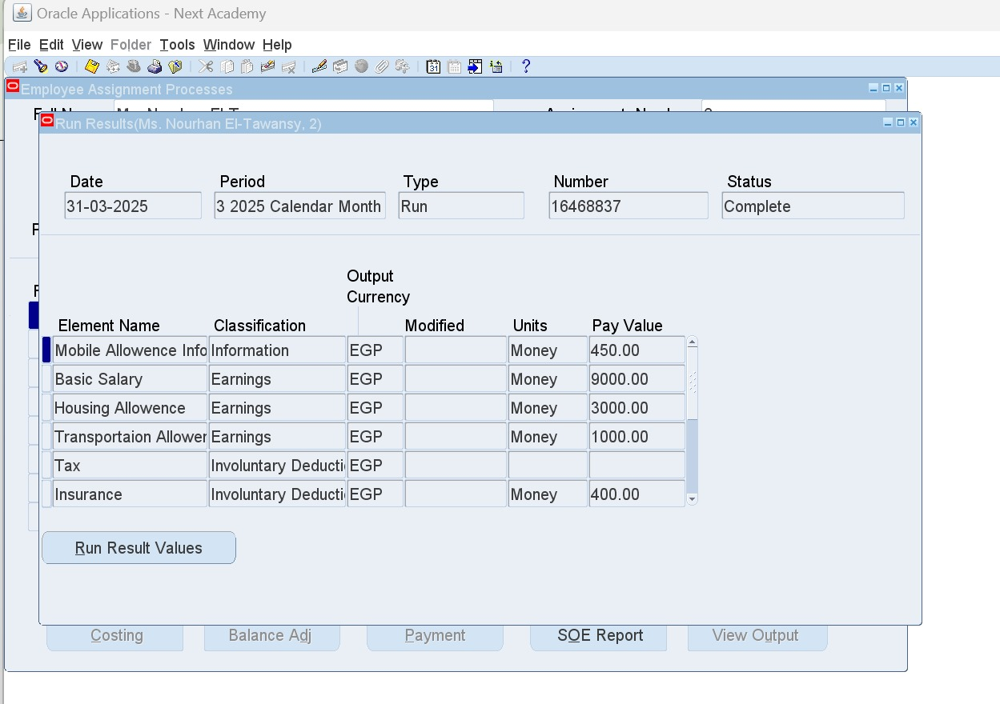 Oracle Applications - Next Academy
File Edit View Folder Tools Window Help
Employee Assignment Processes
Run Results(Ms. Nourhan El-Tawansy, 2)
Date Period Type Number Status
31-03-2025 3 2025 Calendar Month Run 16468837 Complete
Output
Currency
Element Name Classification Modified Units Pay Value
Mobile Allowence Info Information EGP Money 450.00
Basic Salary Earnings EGP Money 9000.00
Housing Allowence Earnings EGP Money 3000.00
Transportaion Allower Earnings EGP Money 1000.00
Tax Involuntary Deducti EGP
Insurance Involuntary Deducti EGP Money 400.00
Run Result Values
Costing Balance Adj Payment SOE Report View Output